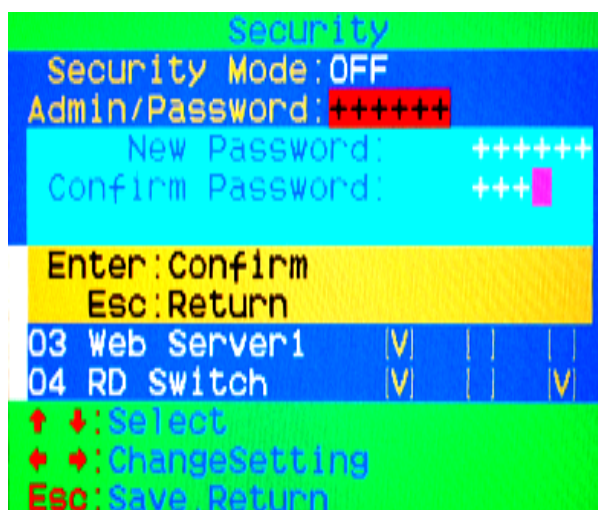 Security
Security Mode:OFF
Admin/Password:++++++
New Password: ++++++
Confirm Password: +++
Enter:Confirm
Esc:Return
03 Web Server1 [V] [ ] [ ]
04 RD Switch [V] [ ] [V]
↑ ↓:Select
← →:ChangeSetting
Esc:Save,Return